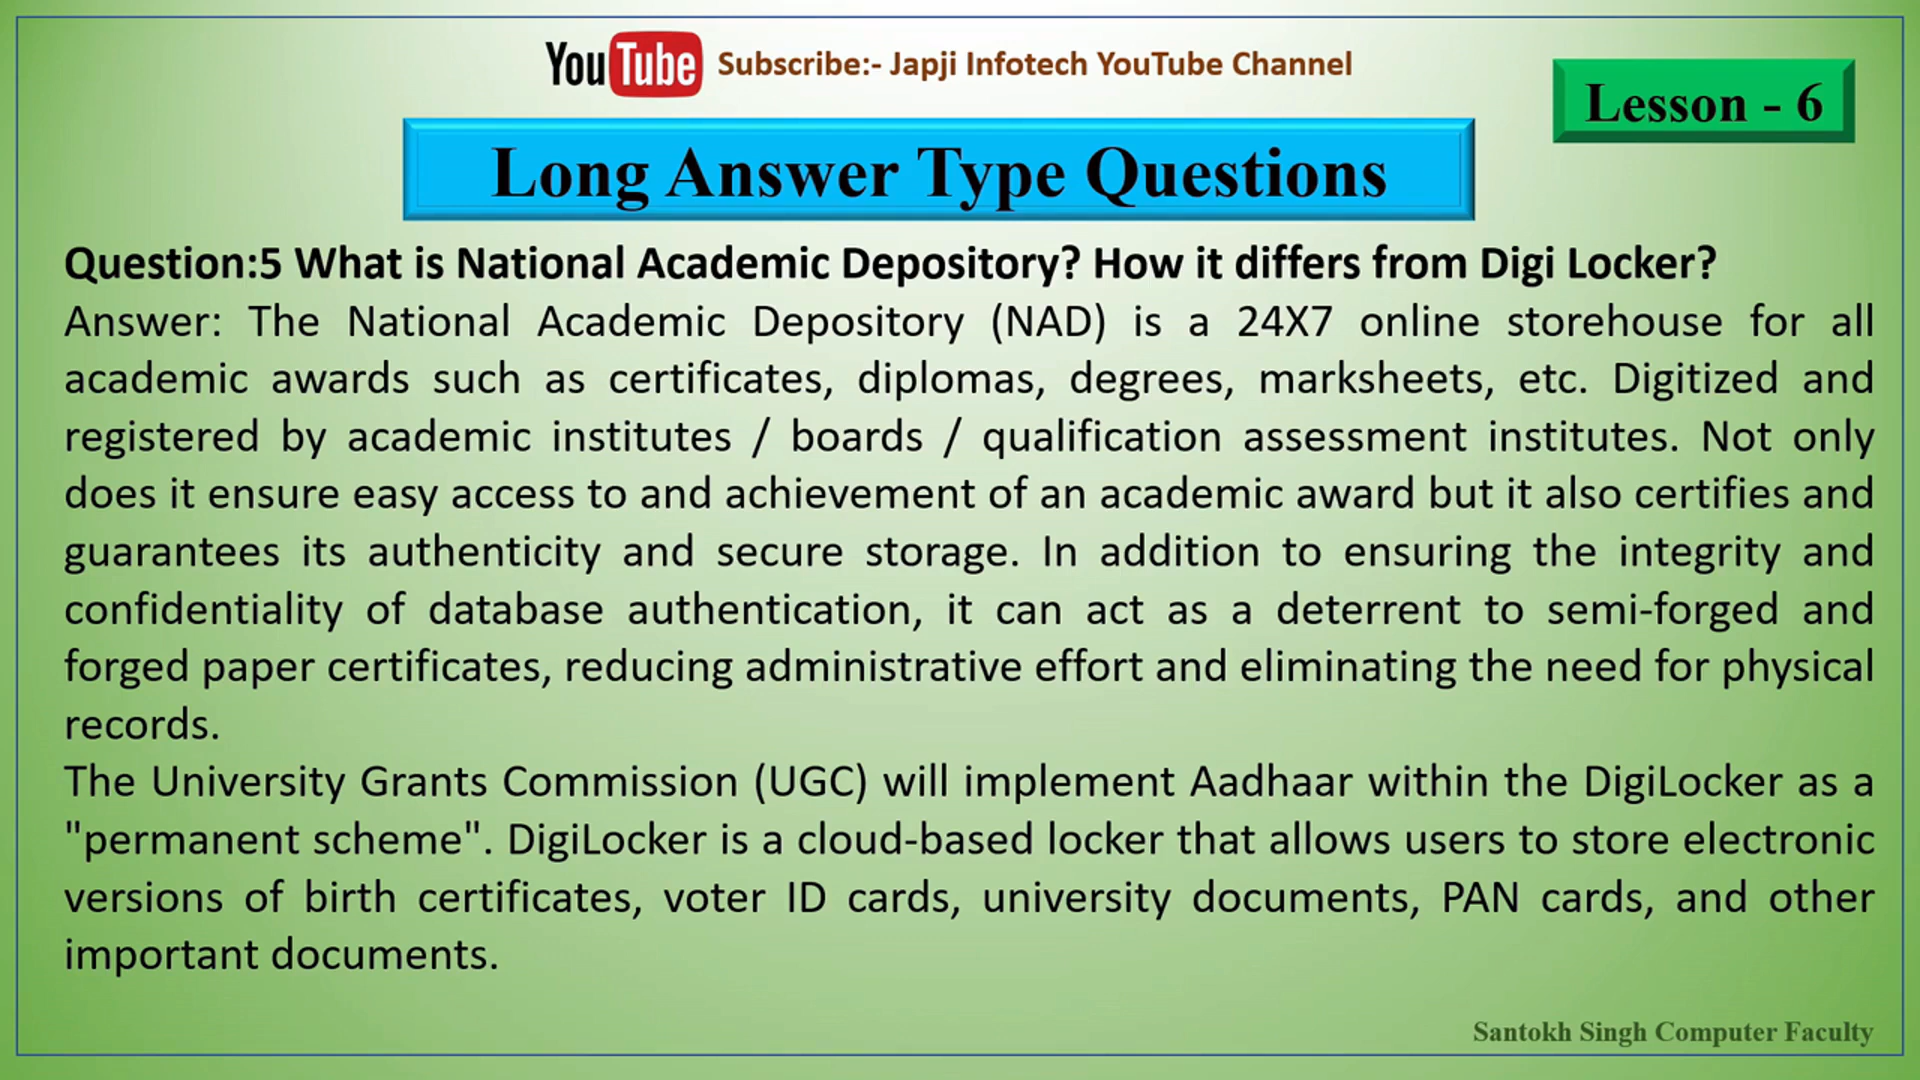 YouTube Subscribe:- Japji Infotech YouTube Channel
Lesson - 6
Long Answer Type Questions
Question:5 What is National Academic Depository? How it differs from Digi Locker?
Answer: The National Academic Depository (NAD) is a 24X7 online storehouse for all
academic awards such as certificates, diplomas, degrees, marksheets, etc. Digitized and
registered by academic institutes / boards / qualification assessment institutes. Not only
does it ensure easy access to and achievement of an academic award but it also certifies and
guarantees its authenticity and secure storage. In addition to ensuring the integrity and
confidentiality of database authentication, it can act as a deterrent to semi-forged and
forged paper certificates, reducing administrative effort and eliminating the need for physical
records.
The University Grants Commission (UGC) will implement Aadhaar within the DigiLocker as a
"permanent scheme". DigiLocker is a cloud-based locker that allows users to store electronic
versions of birth certificates, voter ID cards, university documents, PAN cards, and other
important documents.
Santokh Singh Computer Faculty